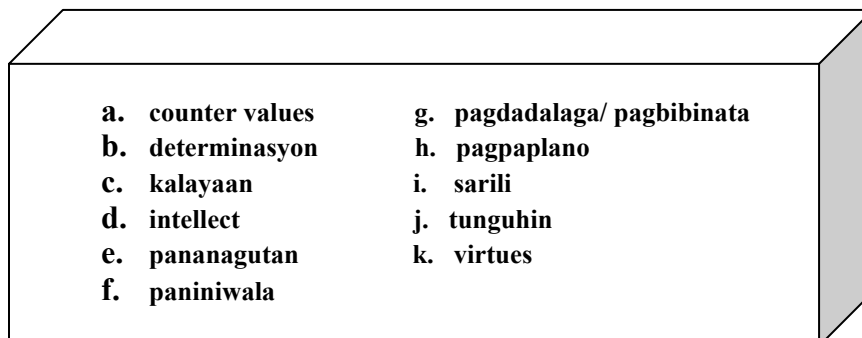 a. counter values
b. determinasyon
c. kalayaan
d. intellect
e. pananagutan
f. paniniwala
g. pagdadalaga/ pagbibinata
h. pagpaplano
i. sarili
j. tunguhin
k. virtues